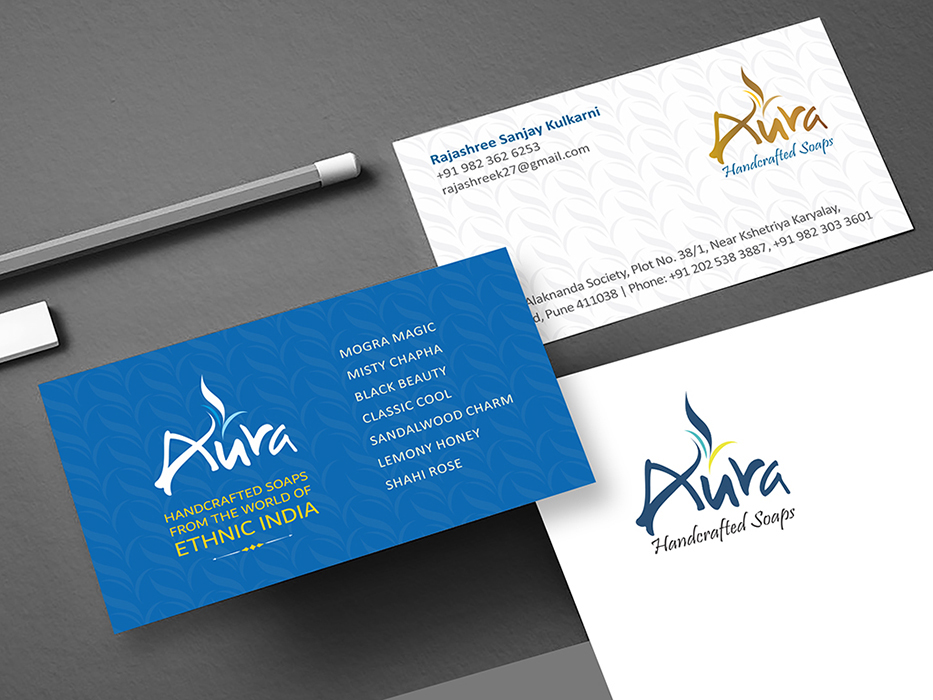 Rajashree Sanjay Kulkarni
+91 982 362 6253
rajashreek27@gmail.com
Aura
Handcrafted Soaps
Alaknanda Society, Plot No. 38/1, Near Kshetriya Karyalay,
Pune 411038 | Phone: +91 202 538 3887, +91 982 303 3601
Aura
HANDCRAFTED SOAPS
FROM THE WORLD OF
ETHNIC INDIA
MOGRA MAGIC
MISTY CHAPHA
BLACK BEAUTY
CLASSIC COOL
SANDALWOOD CHARM
LEMONY HONEY
SHAHI ROSE
Aura
Handcrafted Soaps